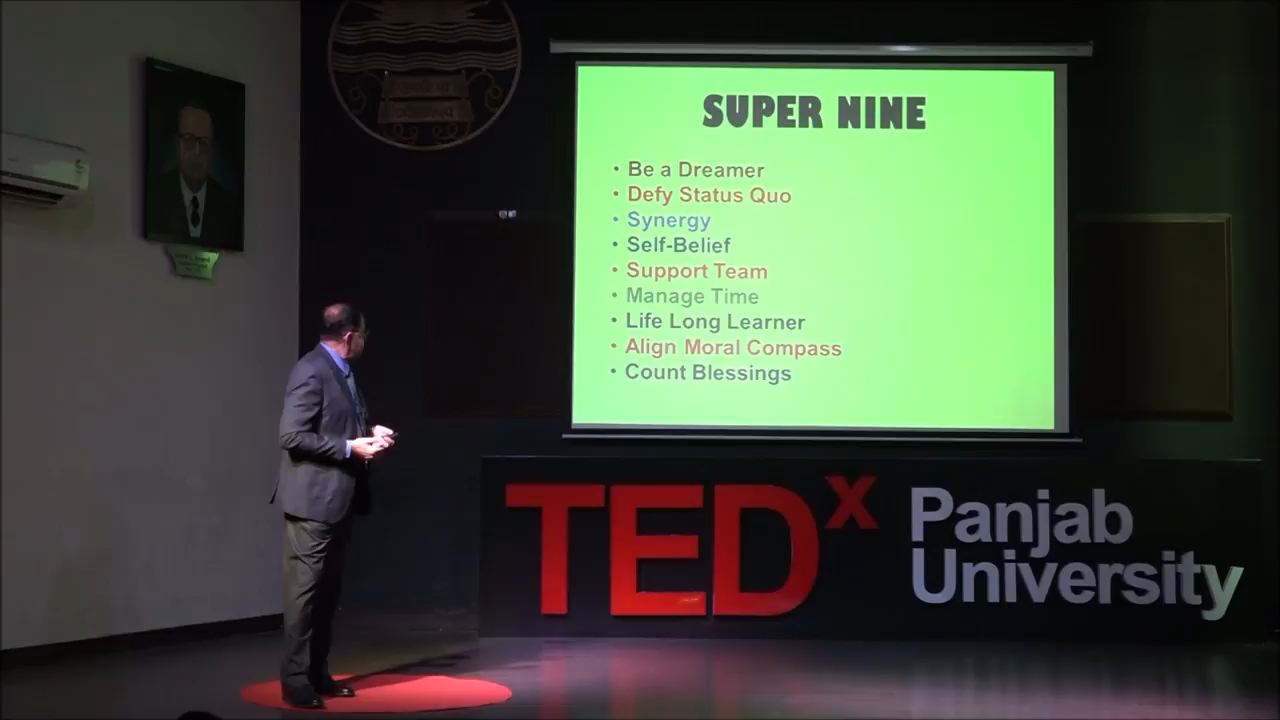 SUPER NINE
• Be a Dreamer
• Defy Status Quo
• Synergy
• Self-Belief
• Support Team
• Manage Time
• Life Long Learner
• Align Moral Compass
• Count Blessings
TEDx
Panjab
University